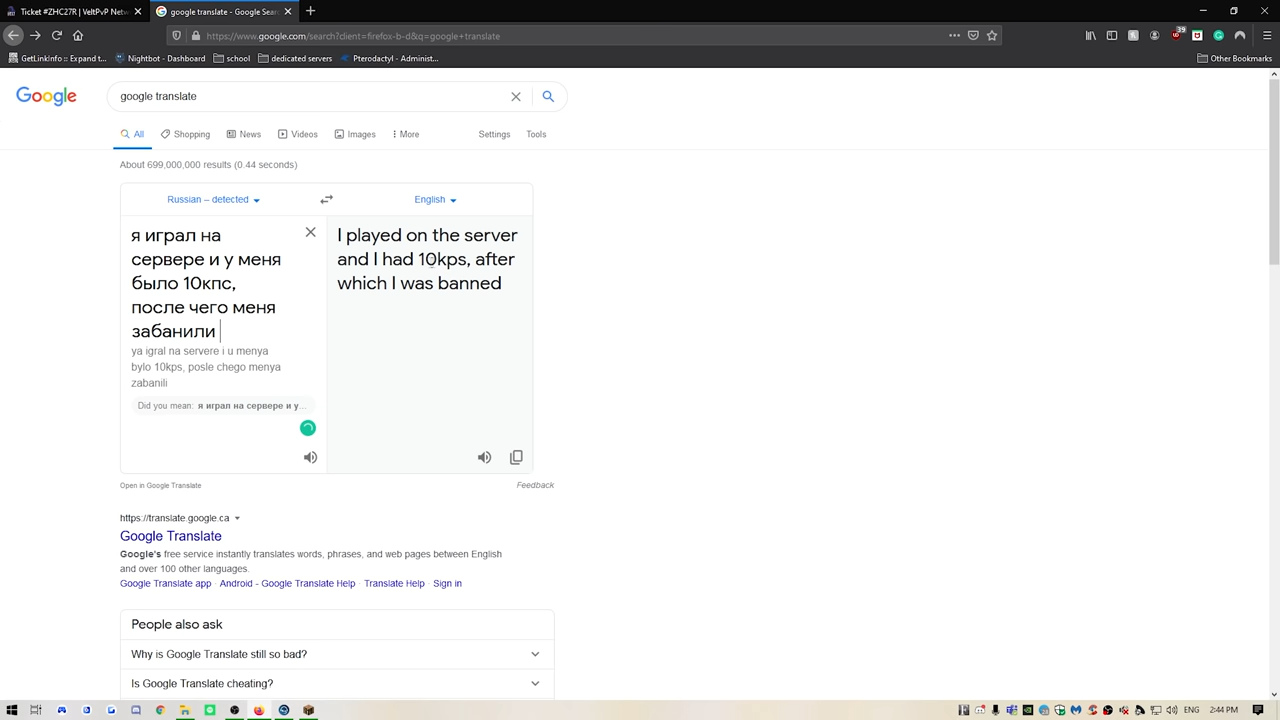 Ticket #ZHC27R | VeltPvP Netw
google translate - Google Sear
https://www.google.com/search?client=firefox-b-d&q=google+translate
39
GetLinkInfo :: Expand t...
Nightbot - Dashboard
school
dedicated servers
Pterodactyl - Administ...
Other Bookmarks
Google
google translate
All
Shopping
News
Videos
Images
More
Settings
Tools
About 699,000,000 results (0.44 seconds)
Russian – detected
English
я играл на
сервере и у меня
было 10кпс,
после чего меня
забанили
ya igral na servere i u menya
bylo 10kps, posle chego menya
zabanili
Did you mean: я играл на сервере и у...
I played on the server
and I had 10kps, after
which I was banned
Open in Google Translate
Feedback
https://translate.google.ca
Google Translate
Google's free service instantly translates words, phrases, and web pages between English
and over 100 other languages.
Google Translate app · Android - Google Translate Help · Translate Help · Sign in
People also ask
Why is Google Translate still so bad?
Is Google Translate cheating?
ENG
2:44 PM